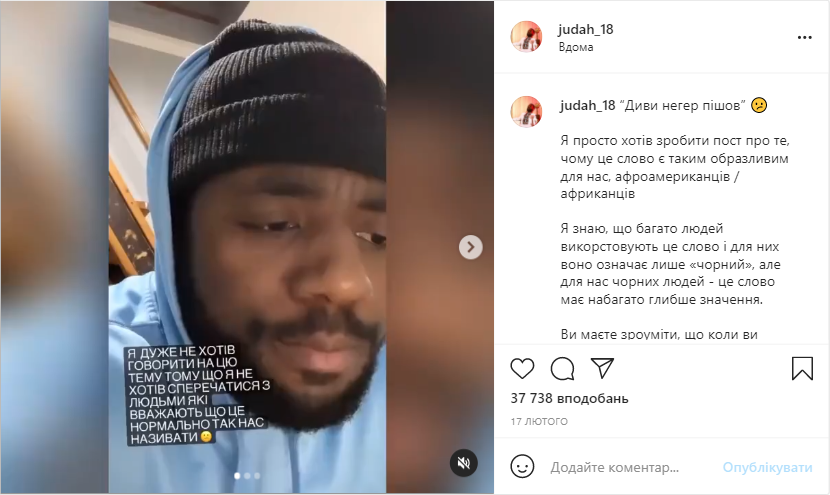 judah_18
Вдома
judah_18 “Диви негер пішов” 😕
Я просто хотів зробити пост про те,
чому це слово є таким образливим
для нас, афроамериканців /
африканців
Я знаю, що багато людей
викорстовують це слово і для них
воно означає лише «чорний», але
для нас чорних людей - це слово
має набагато глибше значення.
Ви маєте зроуміти, що коли ви
Я ДУЖЕ НЕ ХОТІВ
ГОВОРИТИ НА ЦЮ
ТЕМУ ТОМУ ЩО Я НЕ
ХОТІВ СПЕРЕЧАТИСЯ З
ЛЮДЬМИ ЯКІ
ВВАЖАЮТЬ ЩО ЦЕ
НОРМАЛЬНО ТАК НАС
НАЗИВАТИ😕
37 738 вподобань
17 ЛЮТОГО
Додайте коментар...
Опублікувати